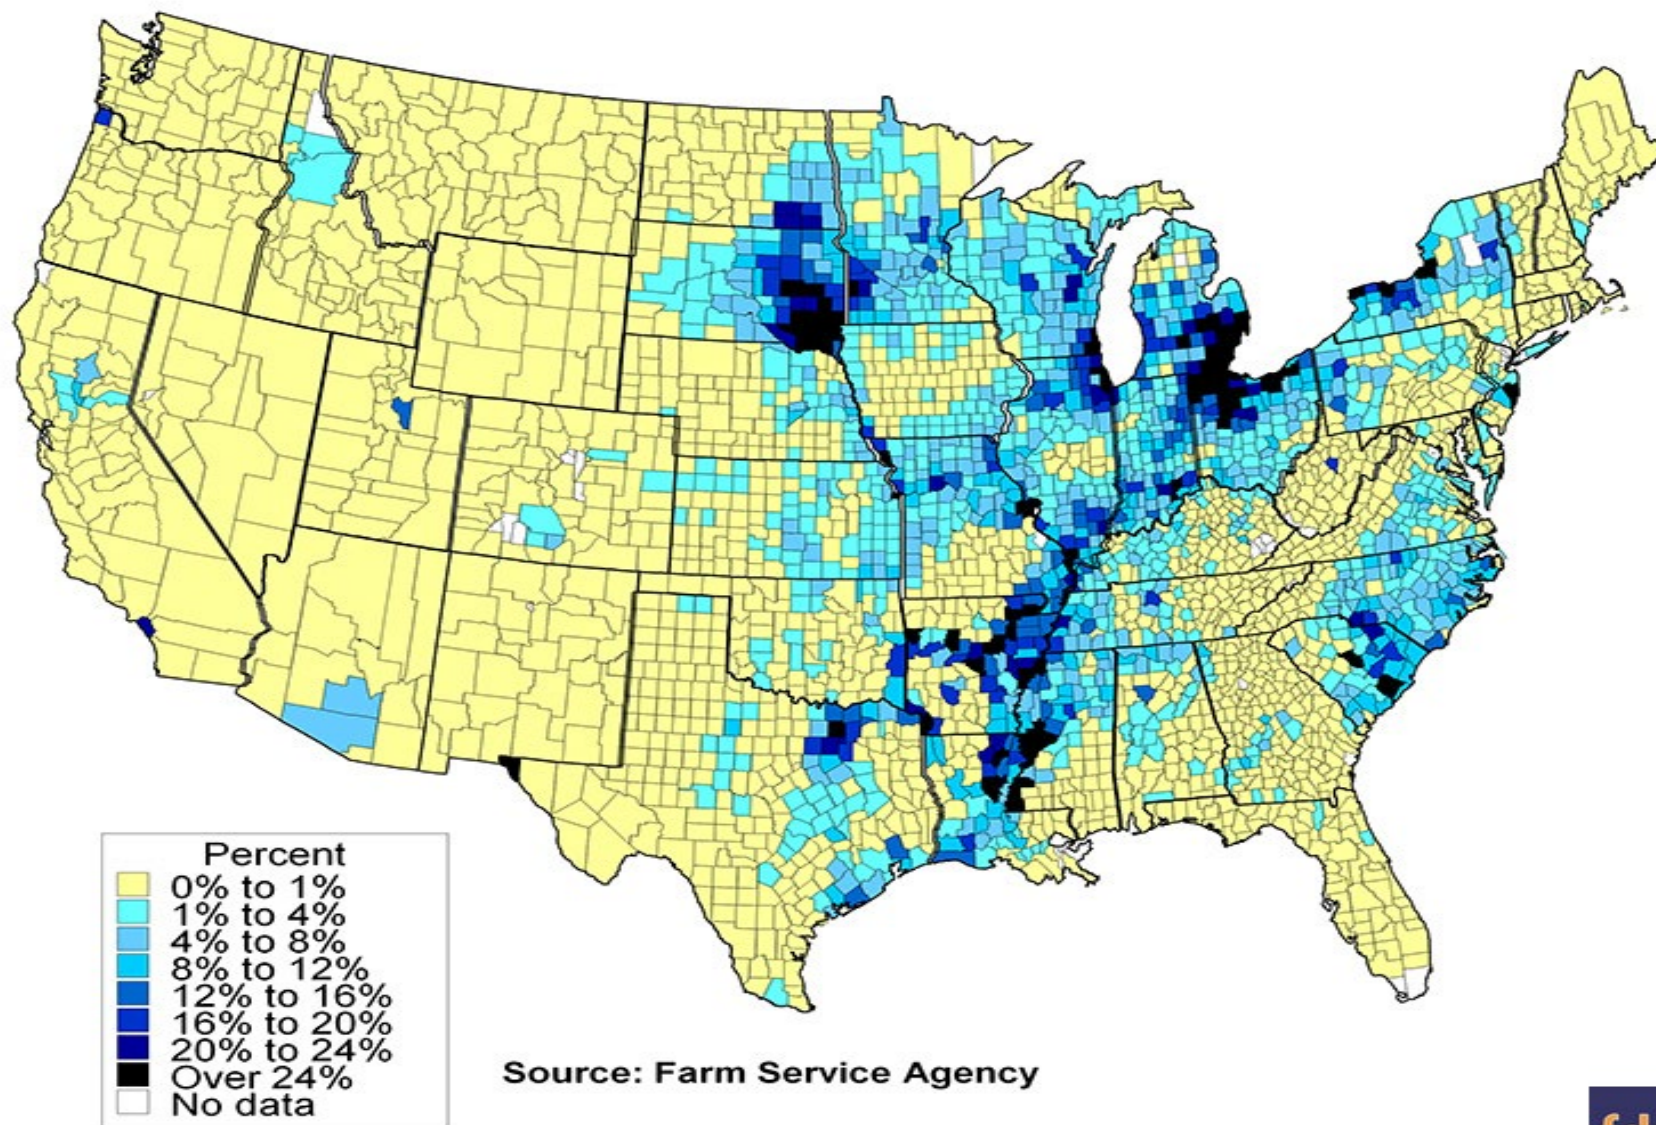 Percent
0% to 1%
1% to 4%
4% to 8%
8% to 12%
12% to 16%
16% to 20%
20% to 24%
Over 24%
No data
Source: Farm Service Agency